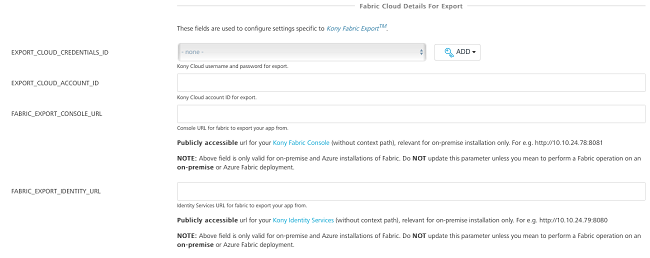 Fabric Cloud Details For Export
These fields are used to configure settings specific to Kony Fabric Export™.
EXPORT_CLOUD_CREDENTIALS_ID
- none -
ADD
Kony Cloud username and password for export.
EXPORT_CLOUD_ACCOUNT_ID
Kony Cloud account ID for export.
FABRIC_EXPORT_CONSOLE_URL
Console URL for fabric to export your app from.
Publicly accessible url for your Kony Fabric Console (without context path), relevant for on-premise installation only. For e.g. http://10.10.24.78:8081
NOTE: Above field is only valid for on-premise and Azure installations of Fabric. Do NOT update this parameter unless you mean to perform a Fabric operation on an
on-premise or Azure Fabric deployment.
FABRIC_EXPORT_IDENTITY_URL
Identity Services URL for fabric to export your app from.
Publicly accessible url for your Kony Identity Services (without context path), relevant for on-premise installation only. For e.g. http://10.10.24.79:8080
NOTE: Above field is only valid for on-premise and Azure installations of Fabric. Do NOT update this parameter unless you mean to perform a Fabric operation on an
on-premise or Azure Fabric deployment.